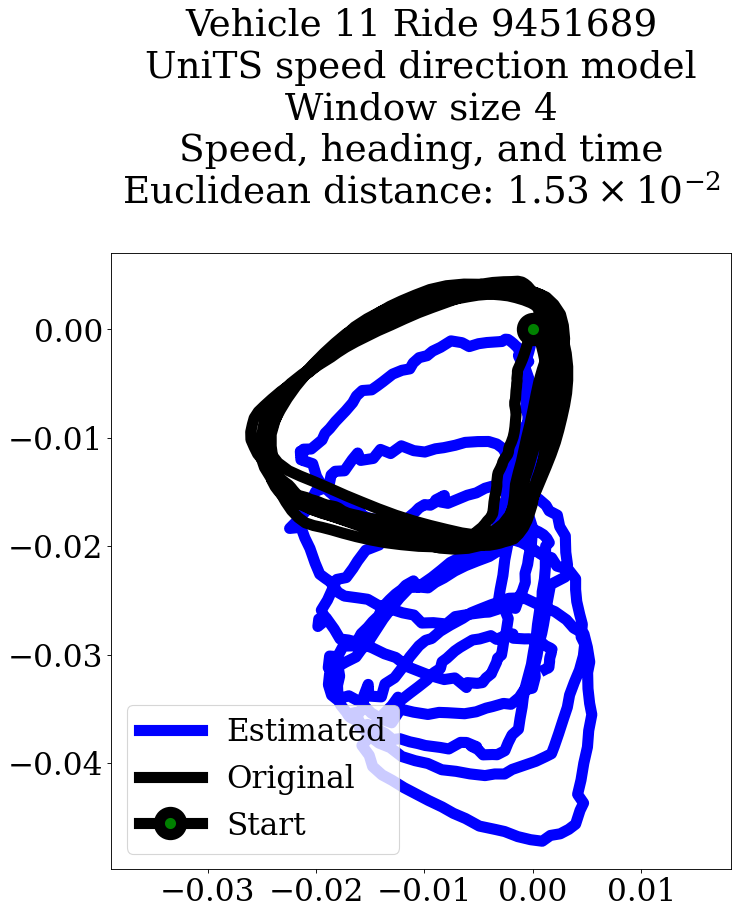 Vehicle 11 Ride 9451689
UniTS speed direction model
Window size 4
Speed, heading, and time
Euclidean distance: 1.53 × 10⁻²
0.00
−0.01
−0.02
−0.03
−0.04
Estimated
Original
Start
−0.03 −0.02 −0.01 0.00 0.01